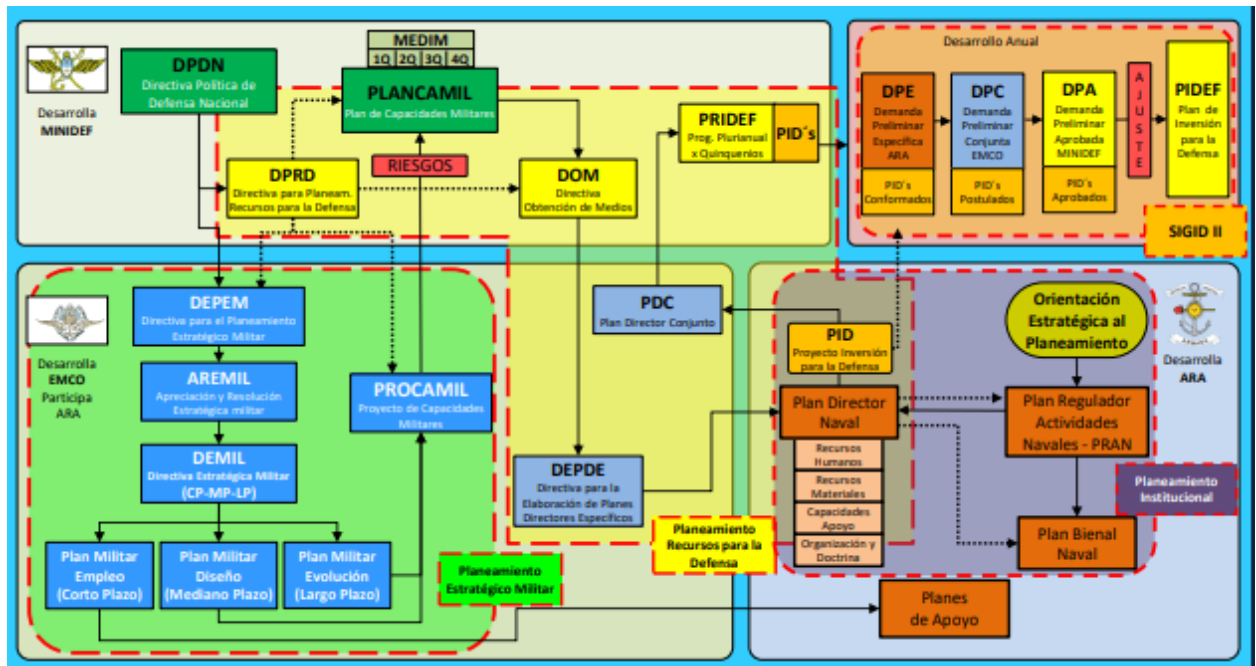 Desarrolla
MINIDEF
DPDN
Directiva Política de
Defensa Nacional
MEDIM
1Q 2Q 3Q 4Q
PLANCAMIL
Plan de Capacidades Militares
RIESGOS
DPRD
Directiva para Planeam.
Recursos para la Defensa
DOM
Directiva
Obtención de Medios
PRIDEF
Prog. Plurianual
x Quinquenios
PID´s
Desarrollo Anual
DPE
Demanda
Preliminar
Específica
ARA
PID´s
Conformados
DPC
Demanda
Preliminar
Conjunta
EMCO
PID´s
Postulados
DPA
Demanda
Preliminar
Aprobada
MINIDEF
PID´s
Aprobados
A
J
U
S
T
E
PIDEF
Plan de
Inversión
para la
Defensa
SIGID II
Desarrolla
EMCO
Participa
ARA
DEPEM
Directiva para el Planeamiento
Estratégico Militar
AREMIL
Apreciación y Resolución
Estratégica militar
DEMIL
Directiva Estratégica Militar
(CP-MP-LP)
Plan Militar
Empleo
(Corto Plazo)
Plan Militar
Diseño
(Mediano Plazo)
Plan Militar
Evolución
(Largo Plazo)
PROCAMIL
Proyecto de Capacidades
Militares
Planeamiento
Estratégico Militar
PDC
Plan Director Conjunto
DEPDE
Directiva para la
Elaboración de Planes
Directores Específicos
Planeamiento
Recursos para la
Defensa
PID
Proyecto Inversión
para la Defensa
Plan Director
Naval
Recursos
Humanos
Recursos
Materiales
Capacidades
Apoyo
Organización y
Doctrina
Orientación
Estratégica al
Planeamiento
Desarrolla
ARA
Plan Regulador
Actividades
Navales - PRAN
Planeamiento
Institucional
Plan Bienal
Naval
Planes
de Apoyo